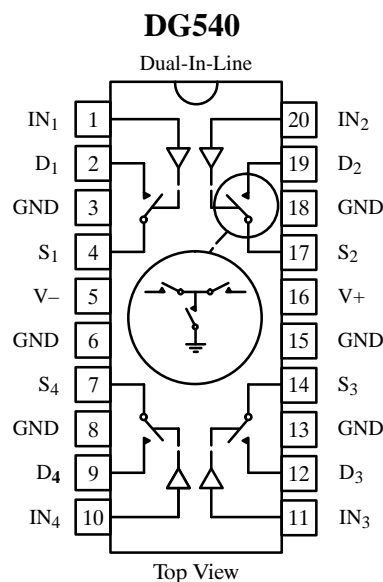 DG540
Dual-In-Line
IN1 1 20 IN2
D1 2 19 D2
GND 3 18 GND
S1 4 17 S2
V– 5 16 V+
GND 6 15 GND
S4 7 14 S3
GND 8 13 GND
D4 9 12 D3
IN4 10 11 IN3
Top View